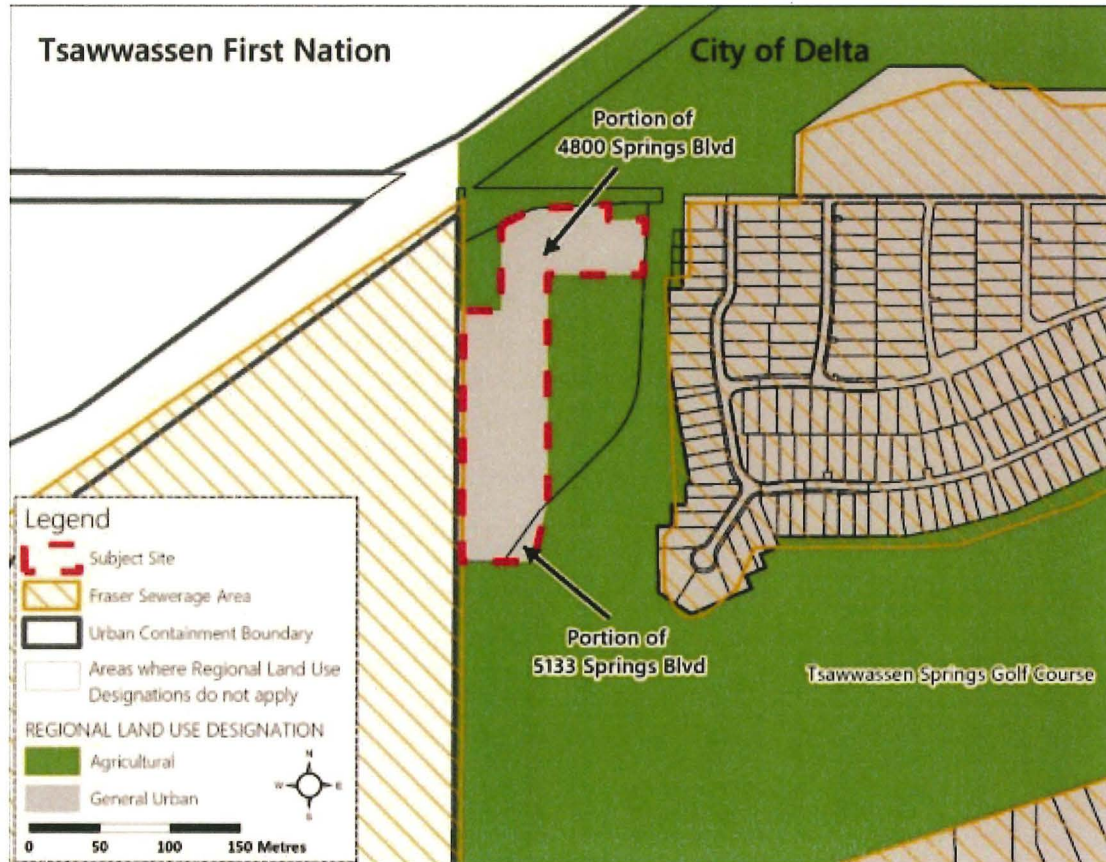 Tsawwassen First Nation
City of Delta
Portion of
4800 Springs Blvd
Portion of
5133 Springs Blvd
Tsawwassen Springs Golf Course
Legend
Subject Site
Fraser Sewerage Area
Urban Containment Boundary
Areas where Regional Land Use
Designations do not apply
REGIONAL LAND USE DESIGNATION
Agricultural
General Urban
N
W
E
S
0 50 100 150 Metres